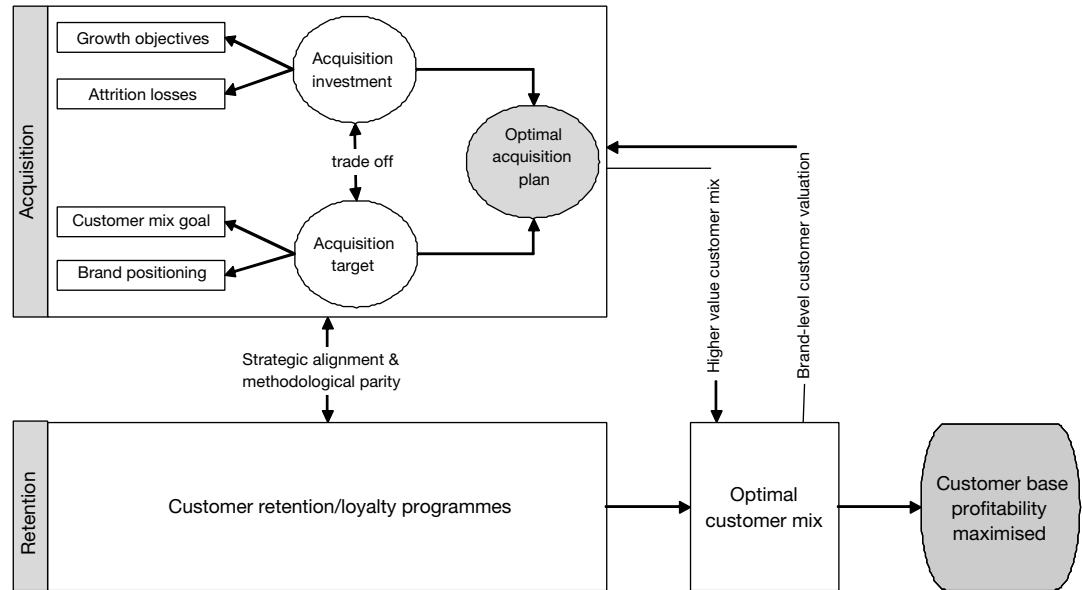 Acquisition
Growth objectives
Attrition losses
Acquisition
investment
trade off
Customer mix goal
Brand positioning
Acquisition
target
Optimal
acquisition
plan
Higher value customer mix
Brand-level customer valuation
Strategic alignment &
methodological parity
Retention
Customer retention/loyalty programmes
Optimal
customer mix
Customer base
profitability
maximised